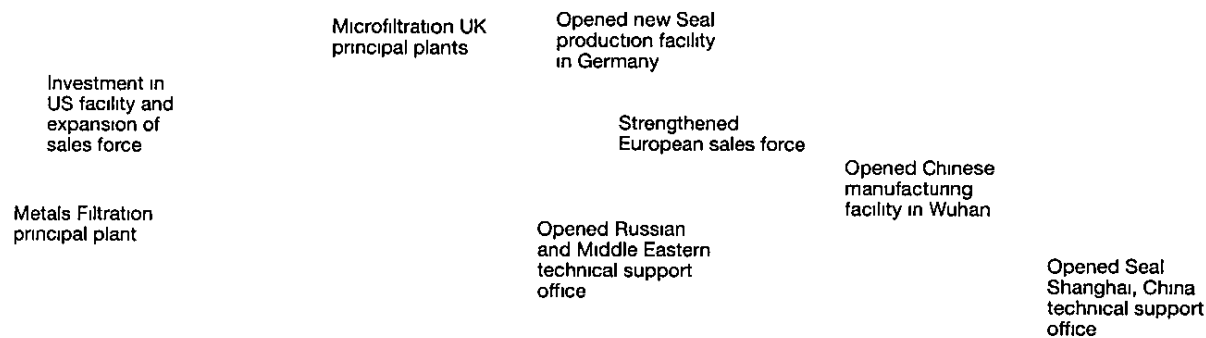 Microfiltration UK
principal plants
Opened new Seal
production facility
in Germany
Investment in
US facility and
expansion of
sales force
Strengthened
European sales force
Opened Chinese
manufacturing
facility in Wuhan
Metals Filtration
principal plant
Opened Russian
and Middle Eastern
technical support
office
Opened Seal
Shanghai, China
technical support
office